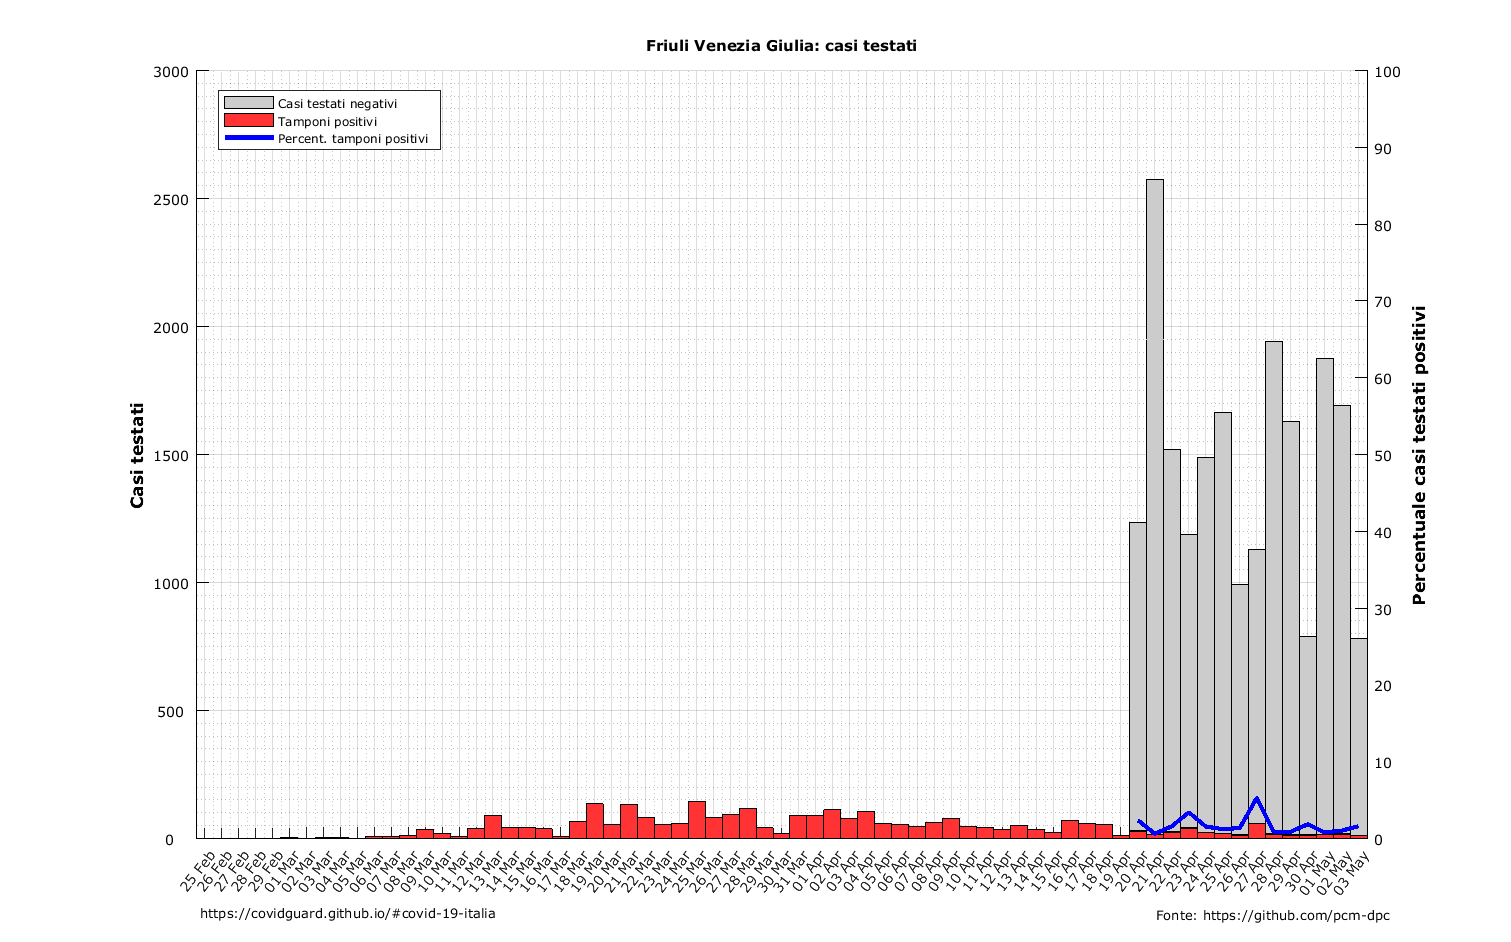 Friuli Venezia Giulia: casi testati
Casi testati negativi
Tamponi positivi
Percent. tamponi positivi
3000
2500
2000
1500
1000
500
0
Casi testati
100
90
80
70
60
50
40
30
20
10
0
Percentuale casi testati positivi
25 Feb
26 Feb
27 Feb
28 Feb
29 Feb
01 Mar
02 Mar
03 Mar
04 Mar
05 Mar
06 Mar
07 Mar
08 Mar
09 Mar
10 Mar
11 Mar
12 Mar
13 Mar
14 Mar
15 Mar
16 Mar
17 Mar
18 Mar
19 Mar
20 Mar
21 Mar
22 Mar
23 Mar
24 Mar
25 Mar
26 Mar
27 Mar
28 Mar
29 Mar
30 Mar
31 Mar
01 Apr
02 Apr
03 Apr
04 Apr
05 Apr
06 Apr
07 Apr
08 Apr
09 Apr
10 Apr
11 Apr
12 Apr
13 Apr
14 Apr
15 Apr
16 Apr
17 Apr
18 Apr
19 Apr
20 Apr
21 Apr
22 Apr
23 Apr
24 Apr
25 Apr
26 Apr
27 Apr
28 Apr
29 Apr
30 Apr
01 May
02 May
03 May
https://covidguard.github.io/#covid-19-italia
Fonte: https://github.com/pcm-dpc